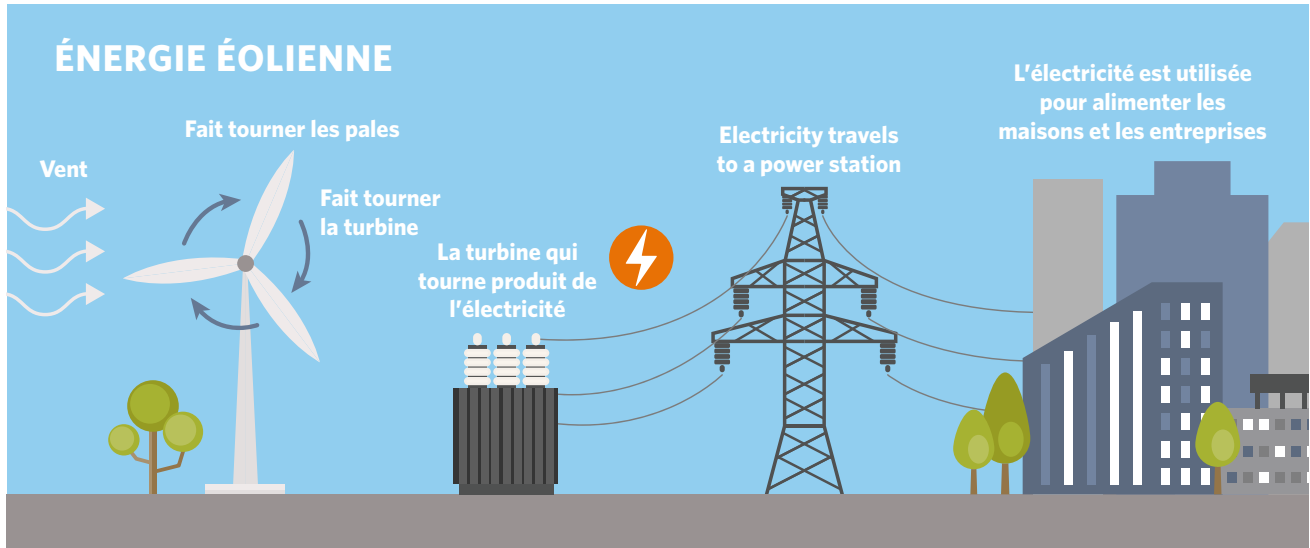 ÉNERGIE ÉOLIENNE
Vent
Fait tourner les pales
Fait tourner
la turbine
La turbine qui
tourne produit de
l'électricité
Electricity travels
to a power station
L'électricité est utilisée
pour alimenter les
maisons et les entreprises